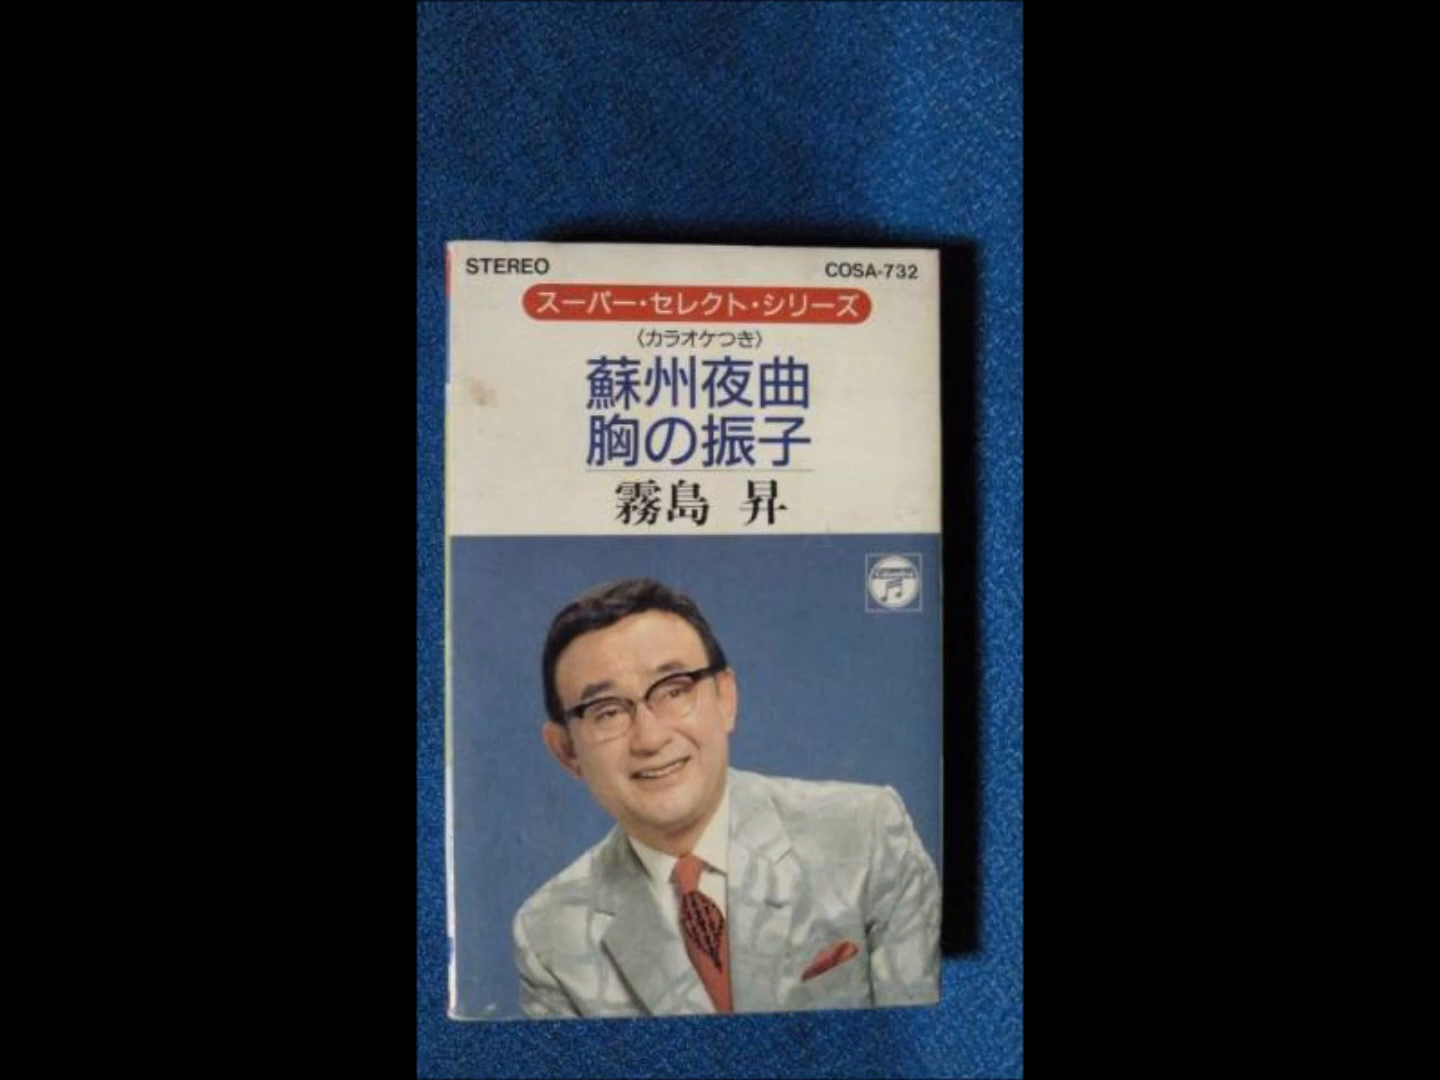 STEREO
COSA-732
スーパー・セレクト・シリーズ
〈カラオケつき〉
蘇州夜曲
胸の振子
霧島 昇
Columbia